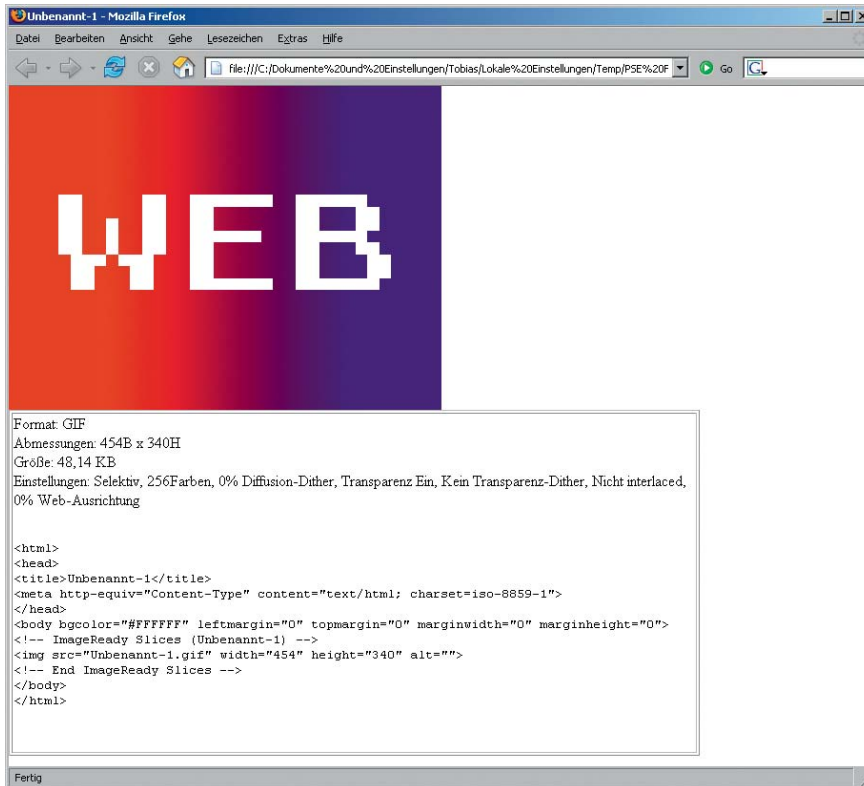 Unbenannt-1 - Mozilla Firefox
Datei Bearbeiten Ansicht Gehe Lesezeichen Extras Hilfe
file:///C:/Dokumente%20und%20Einstellungen/Tobias/Lokale%20Einstellungen/Temp/PSE%20F Go G
WEB
Format: GIF
Abmessungen: 454B x 340H
Größe: 48,14 KB
Einstellungen: Selektiv, 256Farben, 0% Diffusion-Dither, Transparenz Ein, Kein Transparenz-Dither, Nicht interlaced,
0% Web-Ausrichtung
<html>
<head>
<title>Unbenannt-1</title>
<meta http-equiv="Content-Type" content="text/html; charset=iso-8859-1">
</head>
<body bgcolor="#FFFFFF" leftmargin="0" topmargin="0" marginwidth="0" marginheight="0">
<!-- ImageReady Slices (Unbenannt-1) -->
<img src="Unbenannt-1.gif" width="454" height="340" alt="">
<!-- End ImageReady Slices -->
</body>
</html>
Fertig